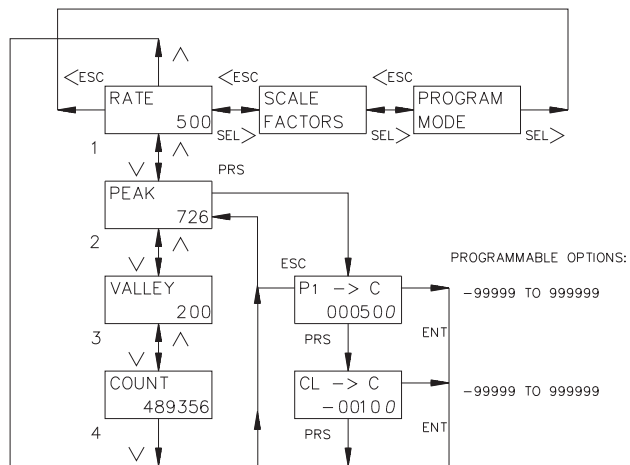 <ESC <ESC <ESC
RATE
500
SCALE
FACTORS
PROGRAM
MODE
SEL> SEL> SEL>
1
PRS
PEAK
726
2
ESC
PROGRAMMABLE OPTIONS:
VALLEY
200
P1 -> C
000500
-99999 TO 999999
3
PRS
ENT
COUNT
489356
CL -> C
-00100
-99999 TO 999999
4
PRS
ENT